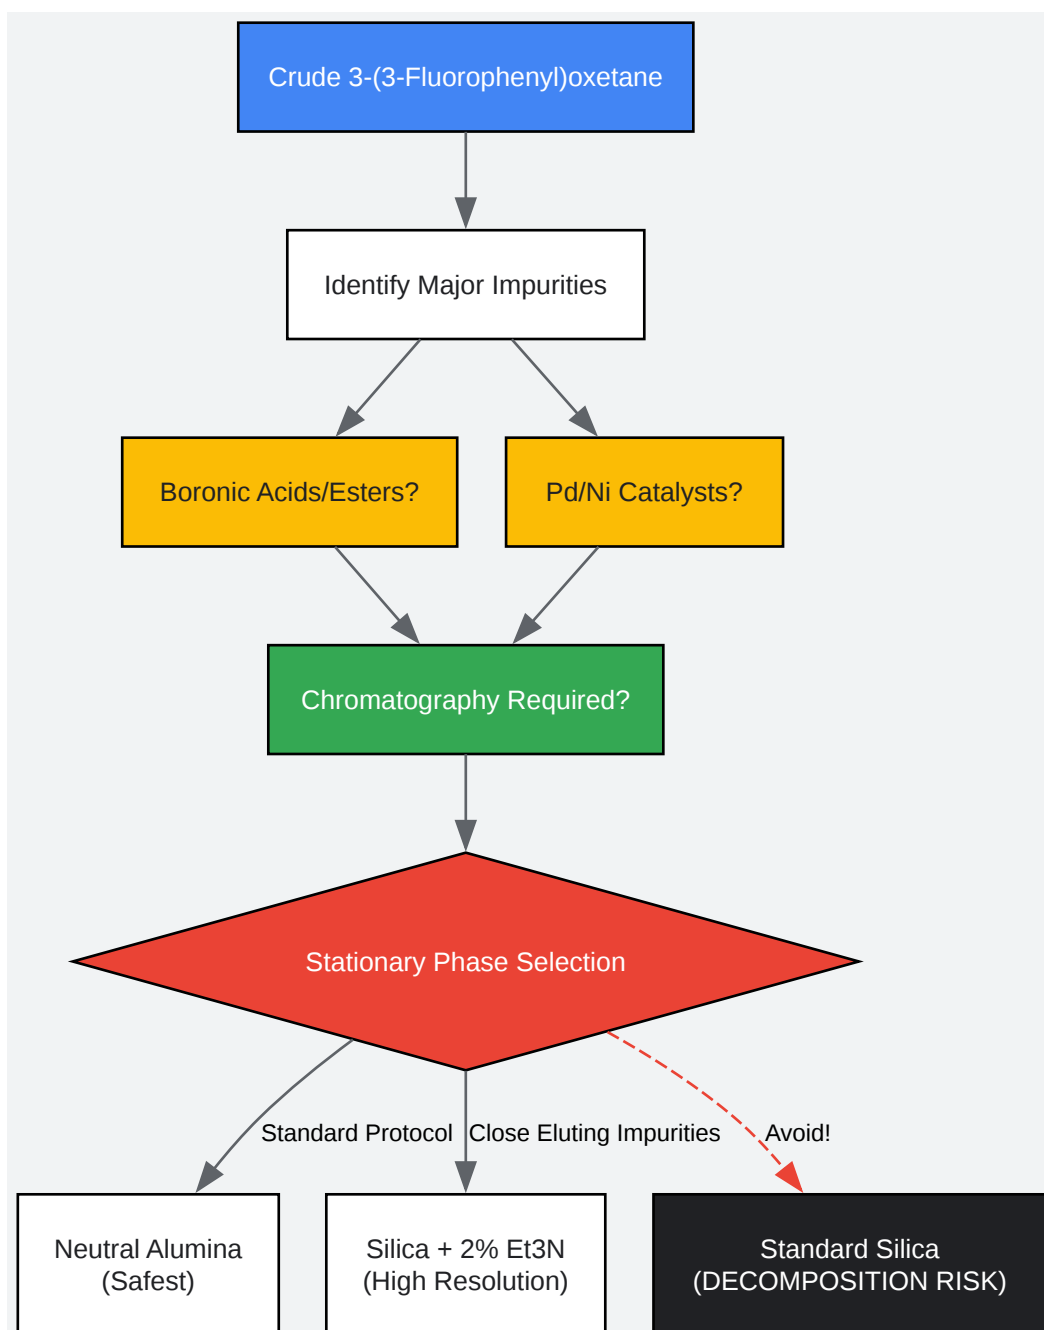 Crude 3-(3-Fluorophenyl)oxetane
Identify Major Impurities
Boronic Acids/Esters?
Pd/Ni Catalysts?
Chromatography Required?
Stationary Phase Selection
Standard Protocol
Close Eluting Impurities
Avoid!
Neutral Alumina
(Safest)
Silica + 2% Et3N
(High Resolution)
Standard Silica
(DECOMPOSITION RISK)